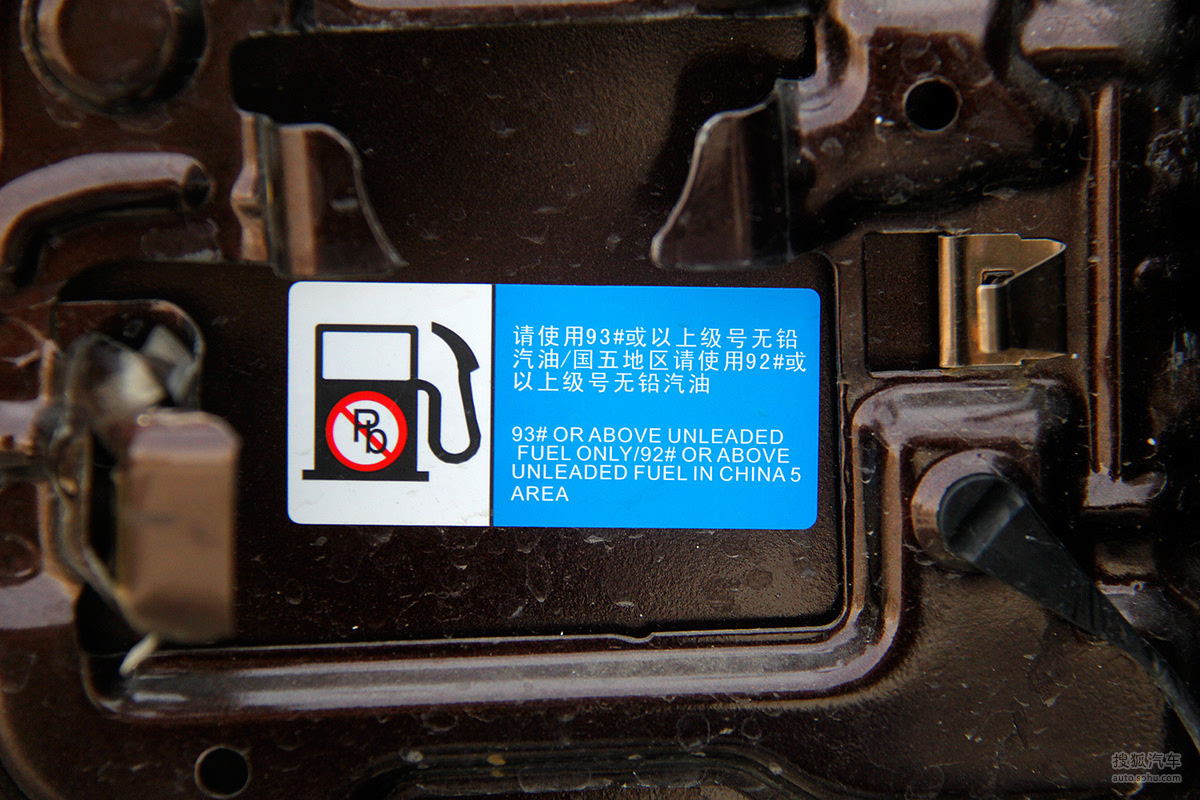 Pb
请使用93#或以上级号无铅
汽油/国五地区请使用92#或
以上级号无铅汽油
93# OR ABOVE UNLEADED
FUEL ONLY/92# OR ABOVE
UNLEADED FUEL IN CHINA 5
AREA
搜狐汽车
auto.sohu.com